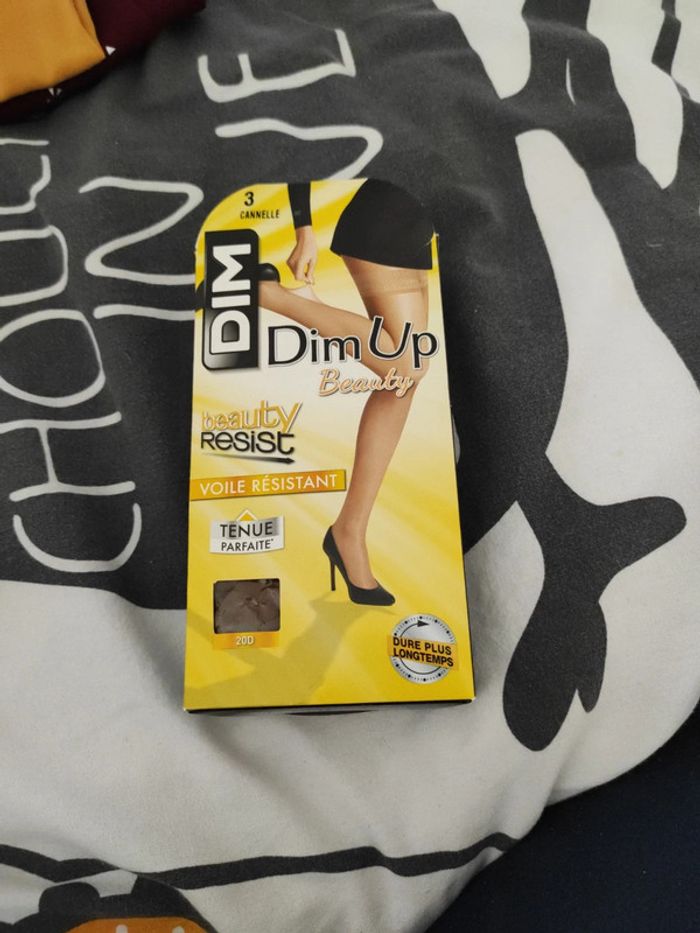 3
CANNELLE
DIM
Dim Up
Beauty
beauty
RESIST
VOILE RÉSISTANT
TENUE
PARFAITE*
20D
DURE PLUS
LONGTEMPS